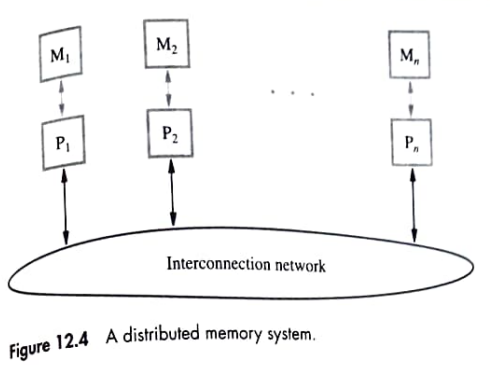 M₁ M₂ . . . Mₙ
P₁ P₂ Pₙ
Interconnection network
Figure 12.4 A distributed memory system.